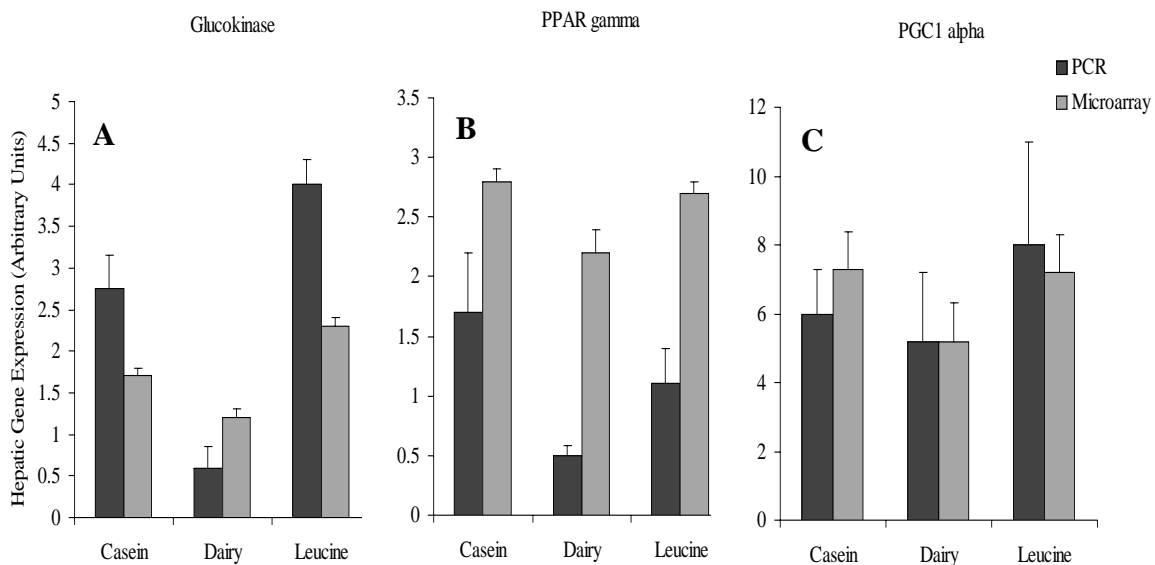 Glucokinase
PPAR gamma
PGC1 alpha
PCR
Microarray
Hepatic Gene Expression (Arbitrary Units)
A
5
4.5
4
3.5
3
2.5
2
1.5
1
0.5
0
Casein Dairy Leucine
B
3.5
3
2.5
2
1.5
1
0.5
0
Casein Dairy Leucine
C
12
10
8
6
4
2
0
Casein Dairy Leucine